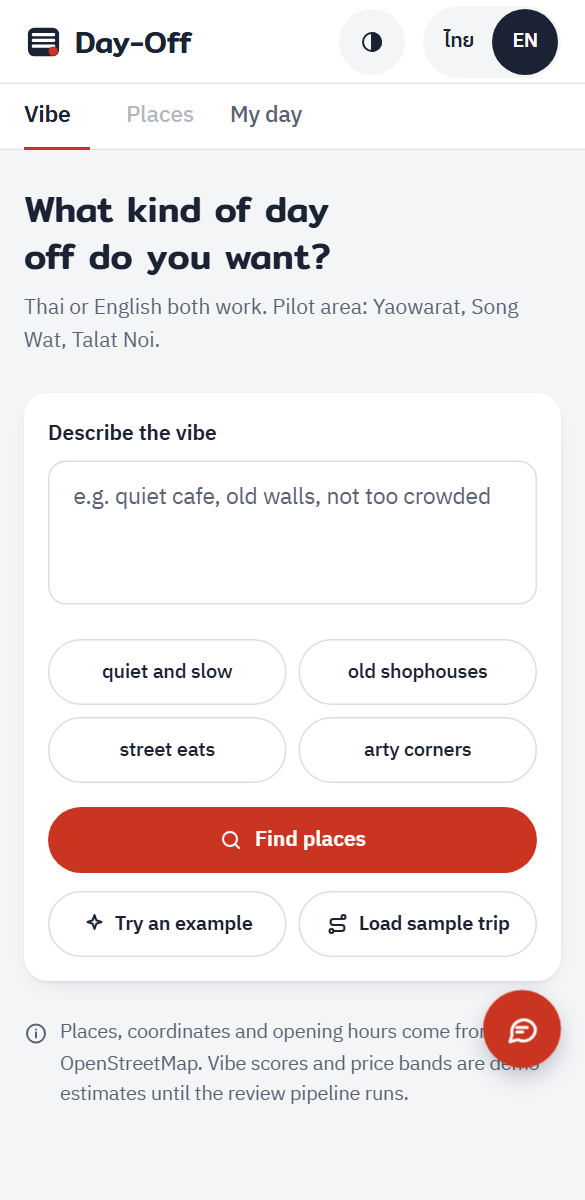 Day-Off
ไทย
EN
Vibe
Places
My day
What kind of day
off do you want?
Thai or English both work. Pilot area: Yaowarat, Song
Wat, Talat Noi.
Describe the vibe
e.g. quiet cafe, old walls, not too crowded
quiet and slow
old shophouses
street eats
arty corners
Find places
Try an example
Load sample trip
Places, coordinates and opening hours come from
OpenStreetMap. Vibe scores and price bands are demo
estimates until the review pipeline runs.